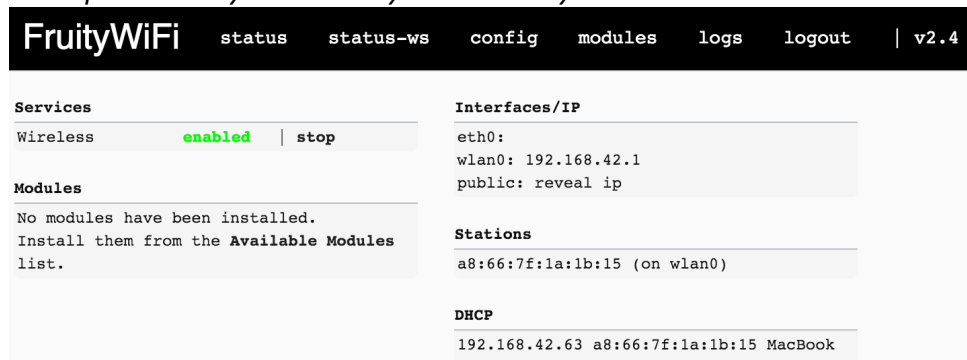 FruityWiFi status status-ws config modules logs logout | v2.4
Services
Wireless enabled | stop
Modules
No modules have been installed.
Install them from the Available Modules
list.
Interfaces/IP
eth0:
wlan0: 192.168.42.1
public: reveal ip
Stations
a8:66:7f:1a:1b:15 (on wlan0)
DHCP
192.168.42.63 a8:66:7f:1a:1b:15 MacBook